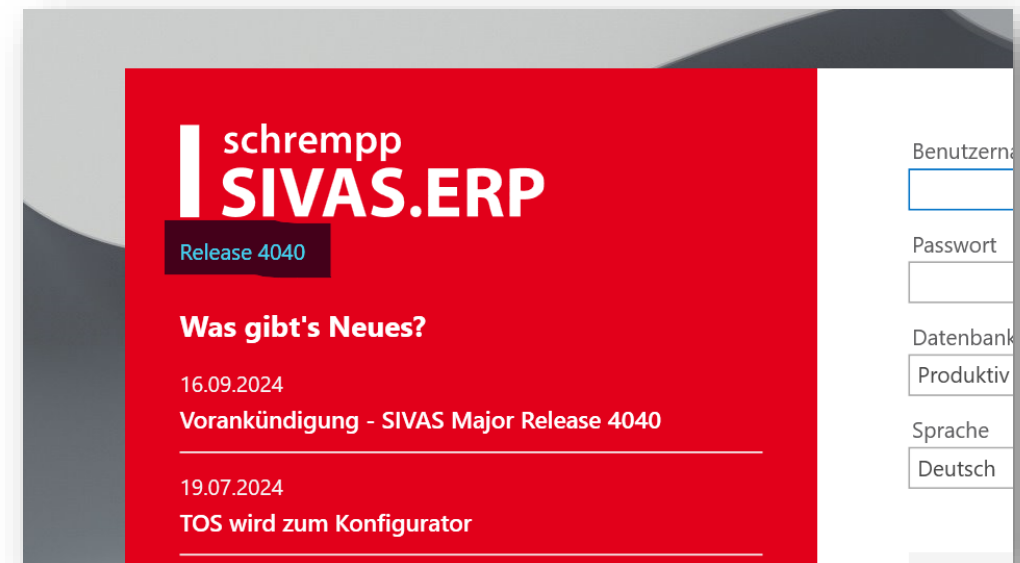 schrempp
SIVAS.ERP
Release 4040
Was gibt's Neues?
16.09.2024
Vorankündigung - SIVAS Major Release 4040
19.07.2024
TOS wird zum Konfigurator
Passwort
Datenbank
Produktiv
Sprache
Deutsch